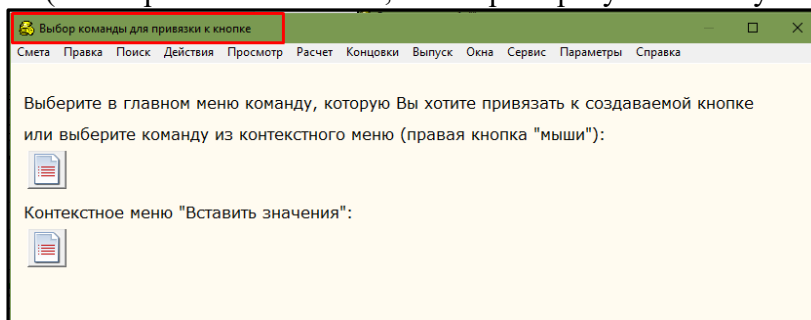 Выбор команды для привязки к кнопке
Смета Правка Поиск Действия Просмотр Расчет Концовки Выпуск Окна Сервис Параметры Справка
Выберите в главном меню команду, которую Вы хотите привязать к создаваемой кнопке
или выберите команду из контекстного меню (правая кнопка "мыши"):
Контекстное меню "Вставить значения":